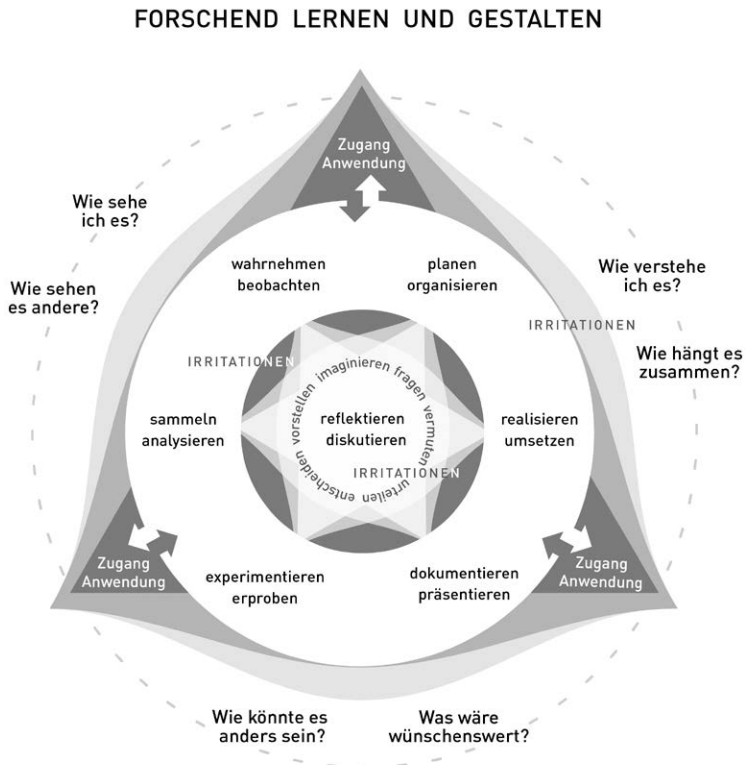 FORSCHEND LERNEN UND GESTALTEN
Zugang
Anwendung
Wie sehe
ich es?
Wie sehen
es andere?
wahrnehmen
beobachten
planen
organisieren
Wie verstehe
ich es?
IRRITATIONEN
Wie hängt es
zusammen?
IRRITATIONEN
sammeln
analysieren
entscheiden vorstellen imaginieren fragen vermuten urteilen
reflektieren
diskutieren
IRRITATIONEN
realisieren
umsetzen
Zugang
Anwendung
experimentieren
erproben
dokumentieren
präsentieren
Zugang
Anwendung
Wie könnte es
anders sein?
Was wäre
wünschenswert?